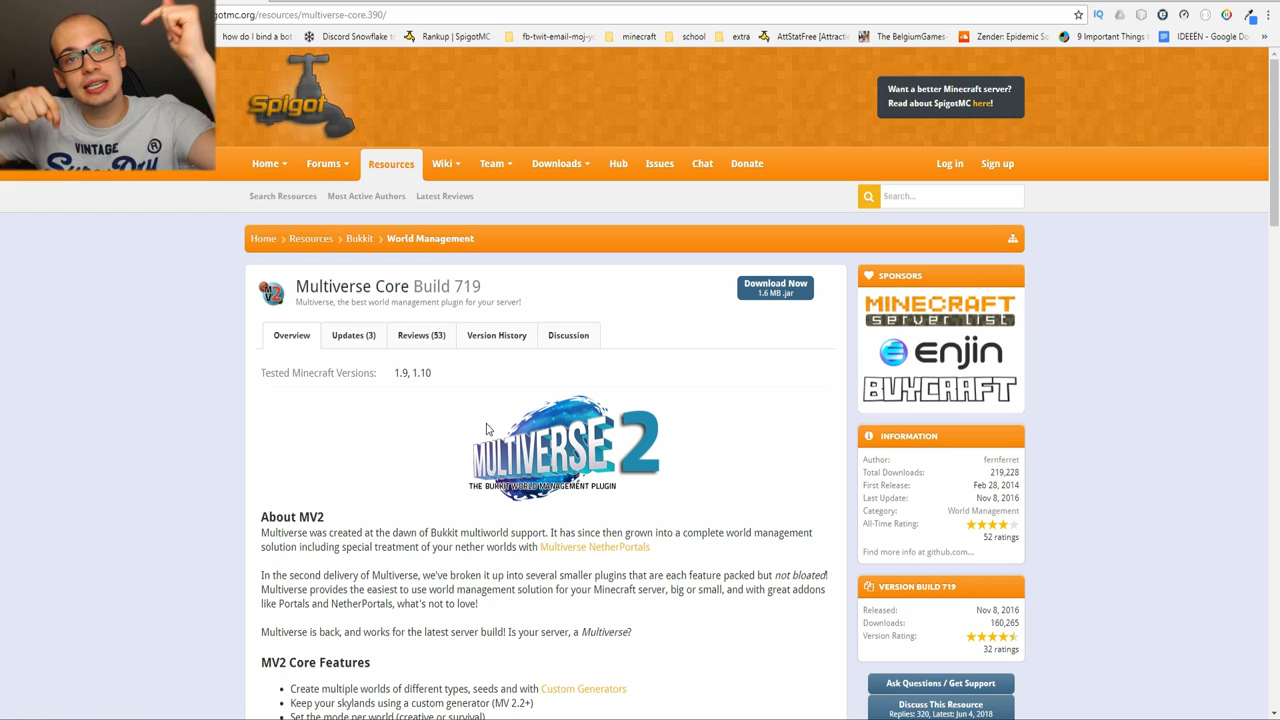 gotmc.org/resources/multiverse-core.390/
how do I bind a bot
Discord Snowflake to
Rankup | SpigotMC
fb-twit-email-moj-yo
minecraft
school
extra
AttStatFree [Attract
The BelgiumGames-
Zender: Epidemic So
9 Important Things t
IDEEËN - Google Do
»
Spigot
Want a better Minecraft server?
Read about SpigotMC here!
VINTAGE
Home
Forums
Resources
Wiki
Team
Downloads
Hub
Issues
Chat
Donate
Log in
Sign up
Search Resources
Most Active Authors
Latest Reviews
Search...
Home
Resources
Bukkit
World Management
Multiverse Core Build 719
Multiverse, the best world management plugin for your server!
Download Now
1.6 MB .jar
Overview
Updates (3)
Reviews (53)
Version History
Discussion
Tested Minecraft Versions: 1.9, 1.10
MULTIVERSE 2
THE BUKKIT WORLD MANAGEMENT PLUGIN
About MV2
Multiverse was created at the dawn of Bukkit multiworld support. It has since then grown into a complete world management
solution including special treatment of your nether worlds with Multiverse NetherPortals
In the second delivery of Multiverse, we've broken it up into several smaller plugins that are each feature packed but not bloated!
Multiverse provides the easiest to use world management solution for your Minecraft server, big or small, and with great addons
like Portals and NetherPortals, what's not to love!
Multiverse is back, and works for the latest server build! Is your server, a Multiverse?
MV2 Core Features
Create multiple worlds of different types, seeds and with Custom Generators
Keep your skylands using a custom generator (MV 2.2+)
Set the mode per world (creative or survival)
SPONSORS
MINECRAFT
server list
enjin
BUYCRAFT
INFORMATION
Author: fernferret
Total Downloads: 219,228
First Release: Feb 28, 2014
Last Update: Nov 8, 2016
Category: World Management
All-Time Rating:
52 ratings
Find more info at github.com...
VERSION BUILD 719
Released: Nov 8, 2016
Downloads: 160,265
Version Rating:
32 ratings
Ask Questions / Get Support
Discuss This Resource
Replies: 320, Latest: Jun 4, 2018